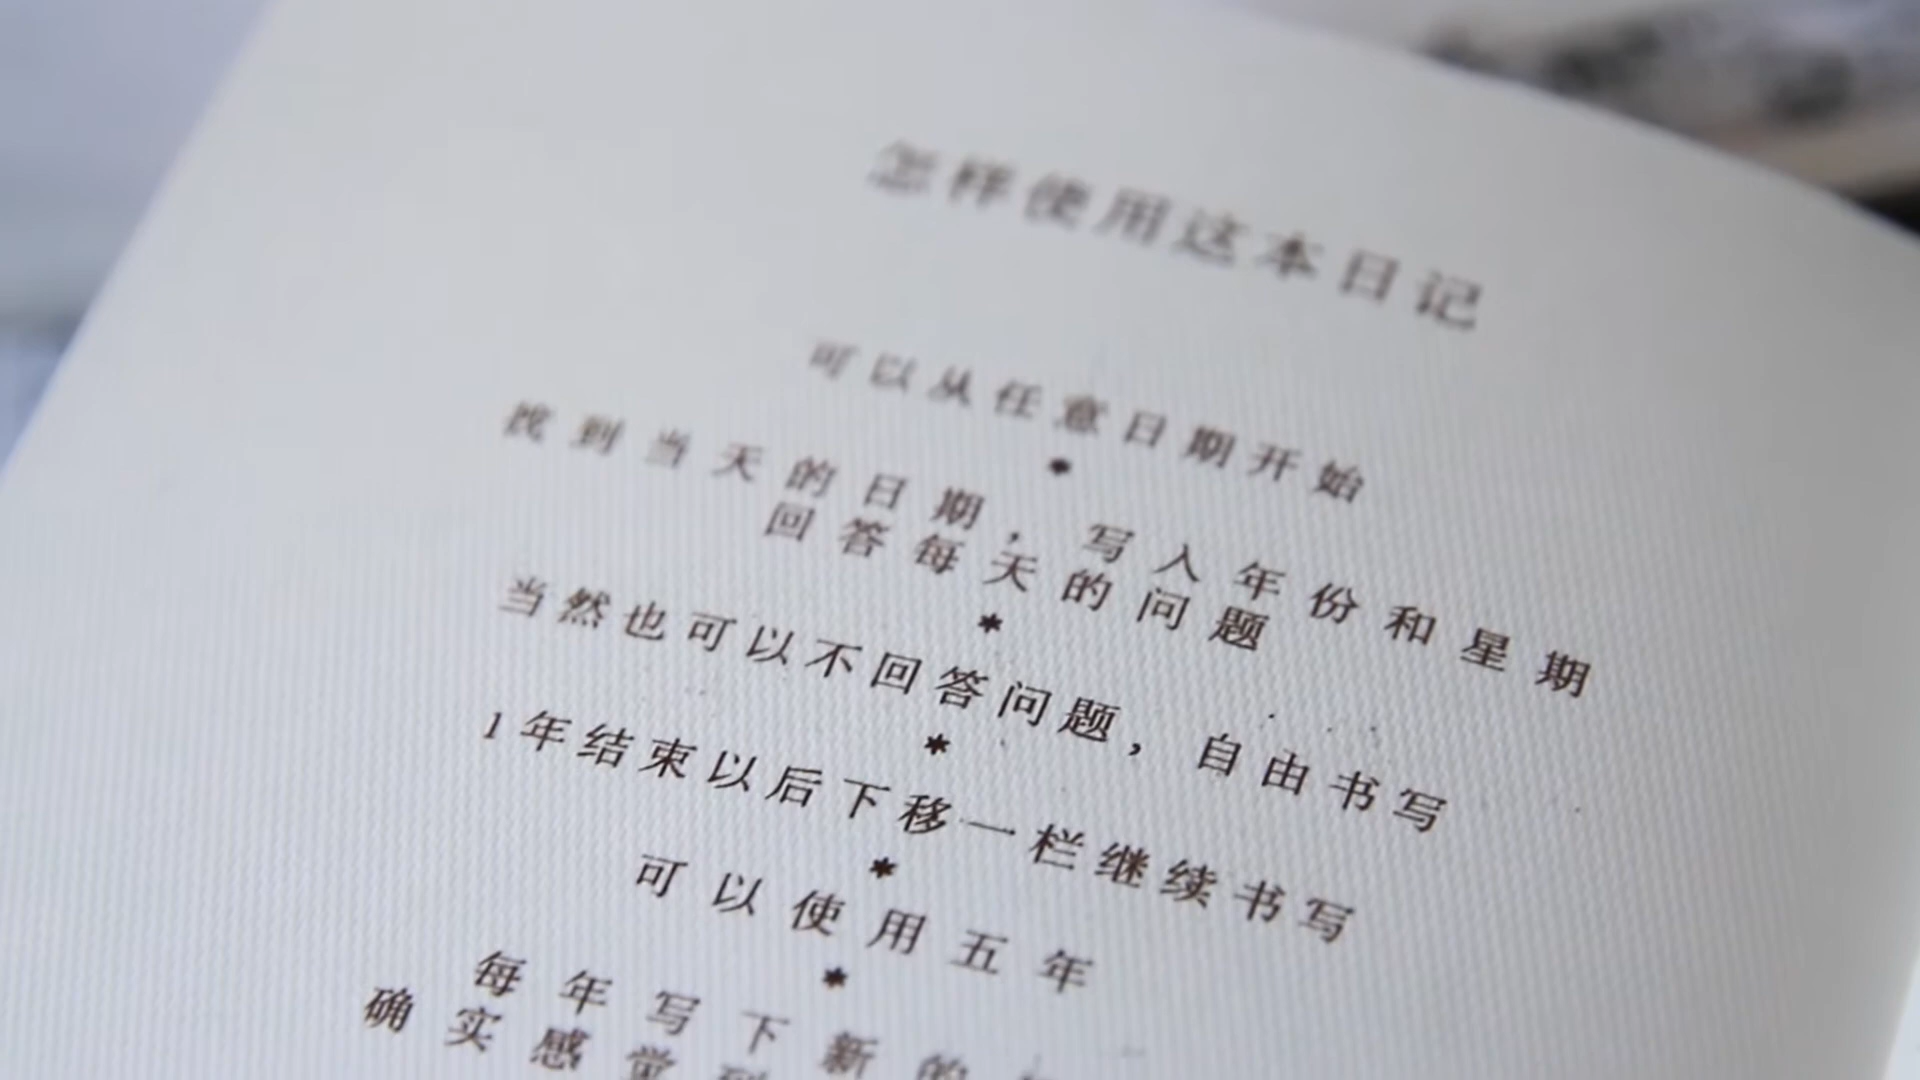 怎样使用这本日记
可以从任意日期开始
*
找到当天的日期，写入年份和星期
回答每天的问题
*
当然也可以不回答问题，自由书写
*
1年结束以后下移一栏继续书写
*
可以使用五年
*
每年写下新的
确实感觉到